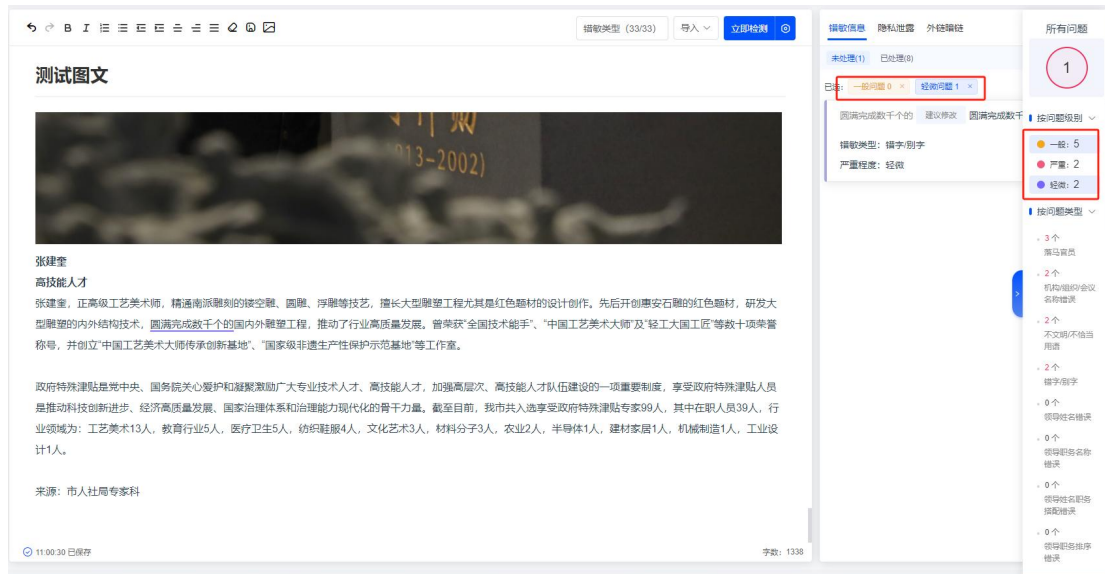 错敏类型（33/33）
导入
立即检测
测试图文
13-2002)
张建奎
高技能人才
张建奎，正高级工艺美术师，精通南派雕刻的镂空雕、圆雕、浮雕等技艺，擅长大型雕塑工程尤其是红色题材的设计创作。先后开创惠安石雕的红色题材，研发大
型雕塑的内外结构技术，圆满完成数千个的国内外雕塑工程，推动了行业高质量发展。曾荣获“全国技术能手”、“中国工艺美术大师”及“轻工大国工匠”等数十项荣誉
称号，并创立“中国工艺美术大师传承创新基地”、“国家级非遗生产性保护示范基地”等工作室。
政府特殊津贴是党中央、国务院关心爱护和凝聚激励广大专业技术人才、高技能人才，加强高层次、高技能人才队伍建设的一项重要制度，享受政府特殊津贴人员
是推动科技创新进步、经济高质量发展、国家治理体系和治理能力现代化的骨干力量。截至目前，我市共入选享受政府特殊津贴专家99人，其中在职人员39人，行
业领域为：工艺美术13人，教育行业5人，医疗卫生5人，纺织鞋服4人，文化艺术3人，材料分子3人，农业2人，半导体1人，建材家居1人，机械制造1人，工业设
计1人。
来源：市人社局专家科
11:00:30 已保存
字数：1338
错敏信息 隐私泄露 外链暗链
未处理(1) 已处理(8)
已选： 一般问题 0 × 轻微问题 1 ×
圆满完成数千个的 建议修改 圆满完成数千
错敏类型：错字/别字
严重程度：轻微
所有问题
1
按问题级别
一般：5
严重：2
轻微：2
按问题类型
3 个
落马官员
2 个
机构/组织/会议
名称错误
2 个
不文明/不恰当
用语
2 个
错字/别字
0 个
领导姓名错误
0 个
领导职务名称
错误
0 个
领导姓名职务
搭配错误
0 个
领导职务排序
错误